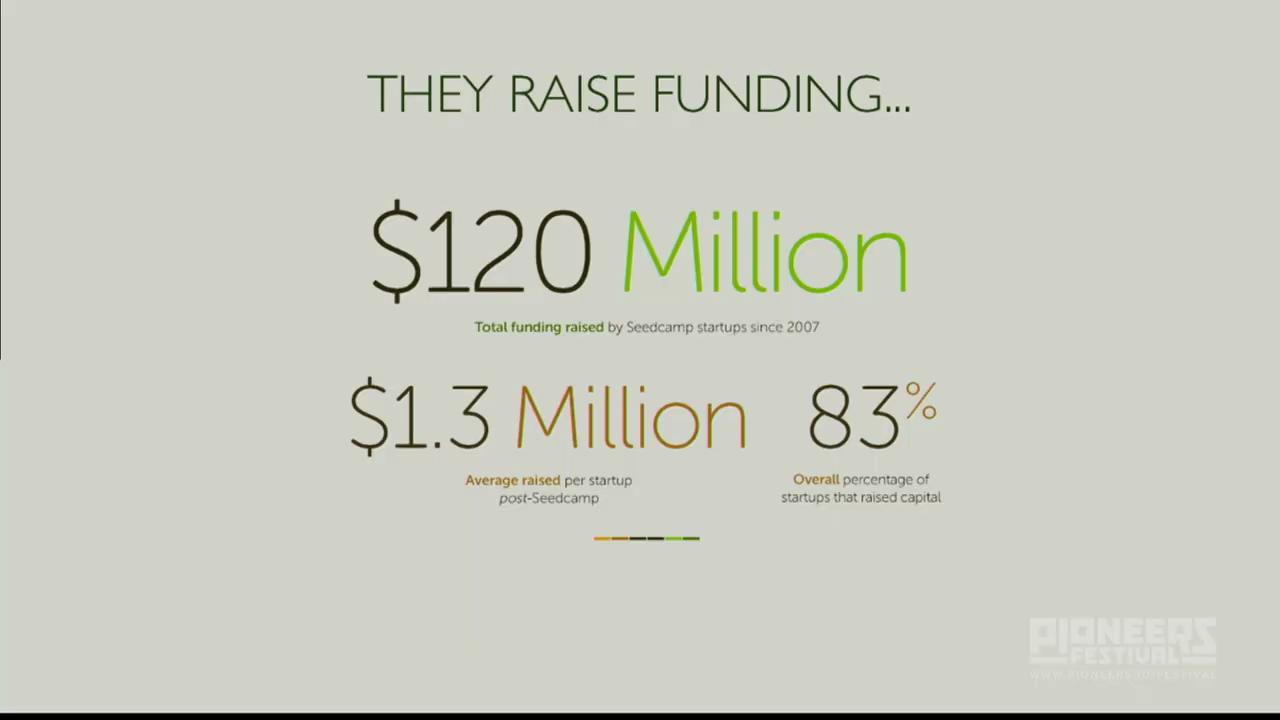 THEY RAISE FUNDING...
$120 Million
Total funding raised by Seedcamp startups since 2007
$1.3 Million
Average raised per startup
post-Seedcamp
83%
Overall percentage of
startups that raised capital
PIONEERS
FESTIVAL